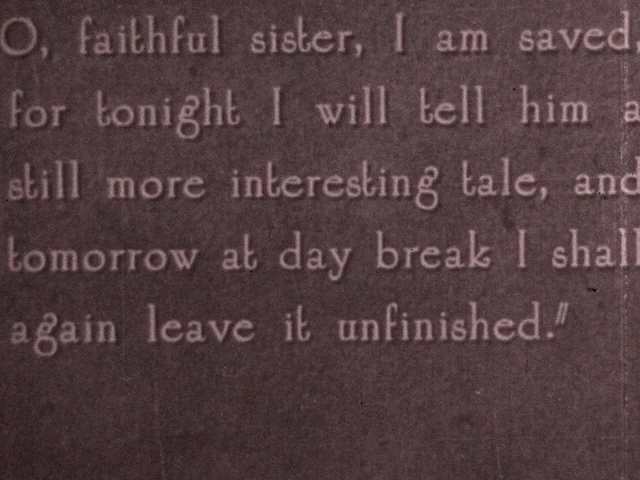 O, faithful sister, I am saved,
for tonight I will tell him a
still more interesting tale, and
tomorrow at day break I shall
again leave it unfinished."